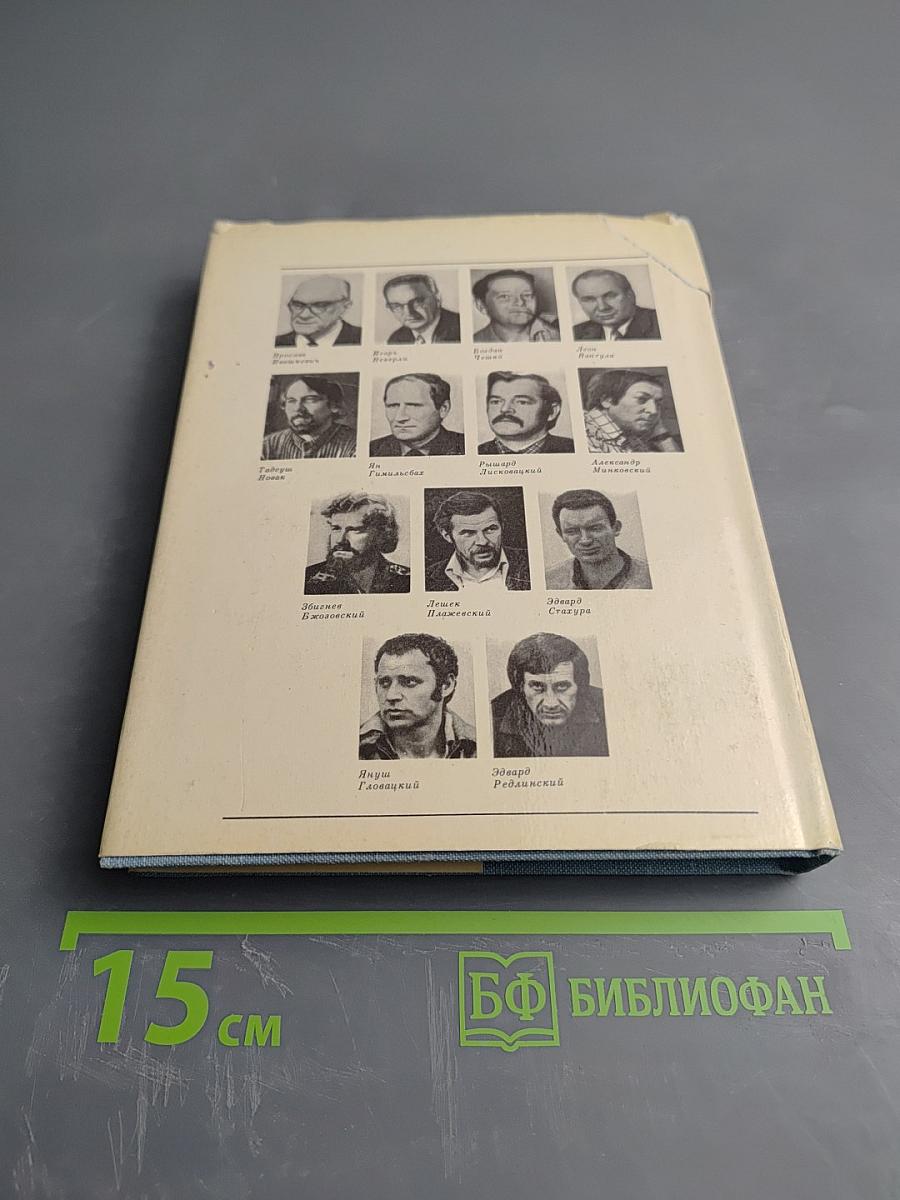 Ярослав
Ивашкевич
Игорь
Неверли
Богдан
Чешко
Леон
Вантула
Тадеуш
Новак
Ян
Гимильсбах
Рышард
Лисковацкий
Александр
Минковский
Збигнев
Бжозовский
Лешек
Плажевский
Эдвард
Стахура
Януш
Гловацкий
Эдвард
Редлинский
15 см
БФ БИБЛИОФАН